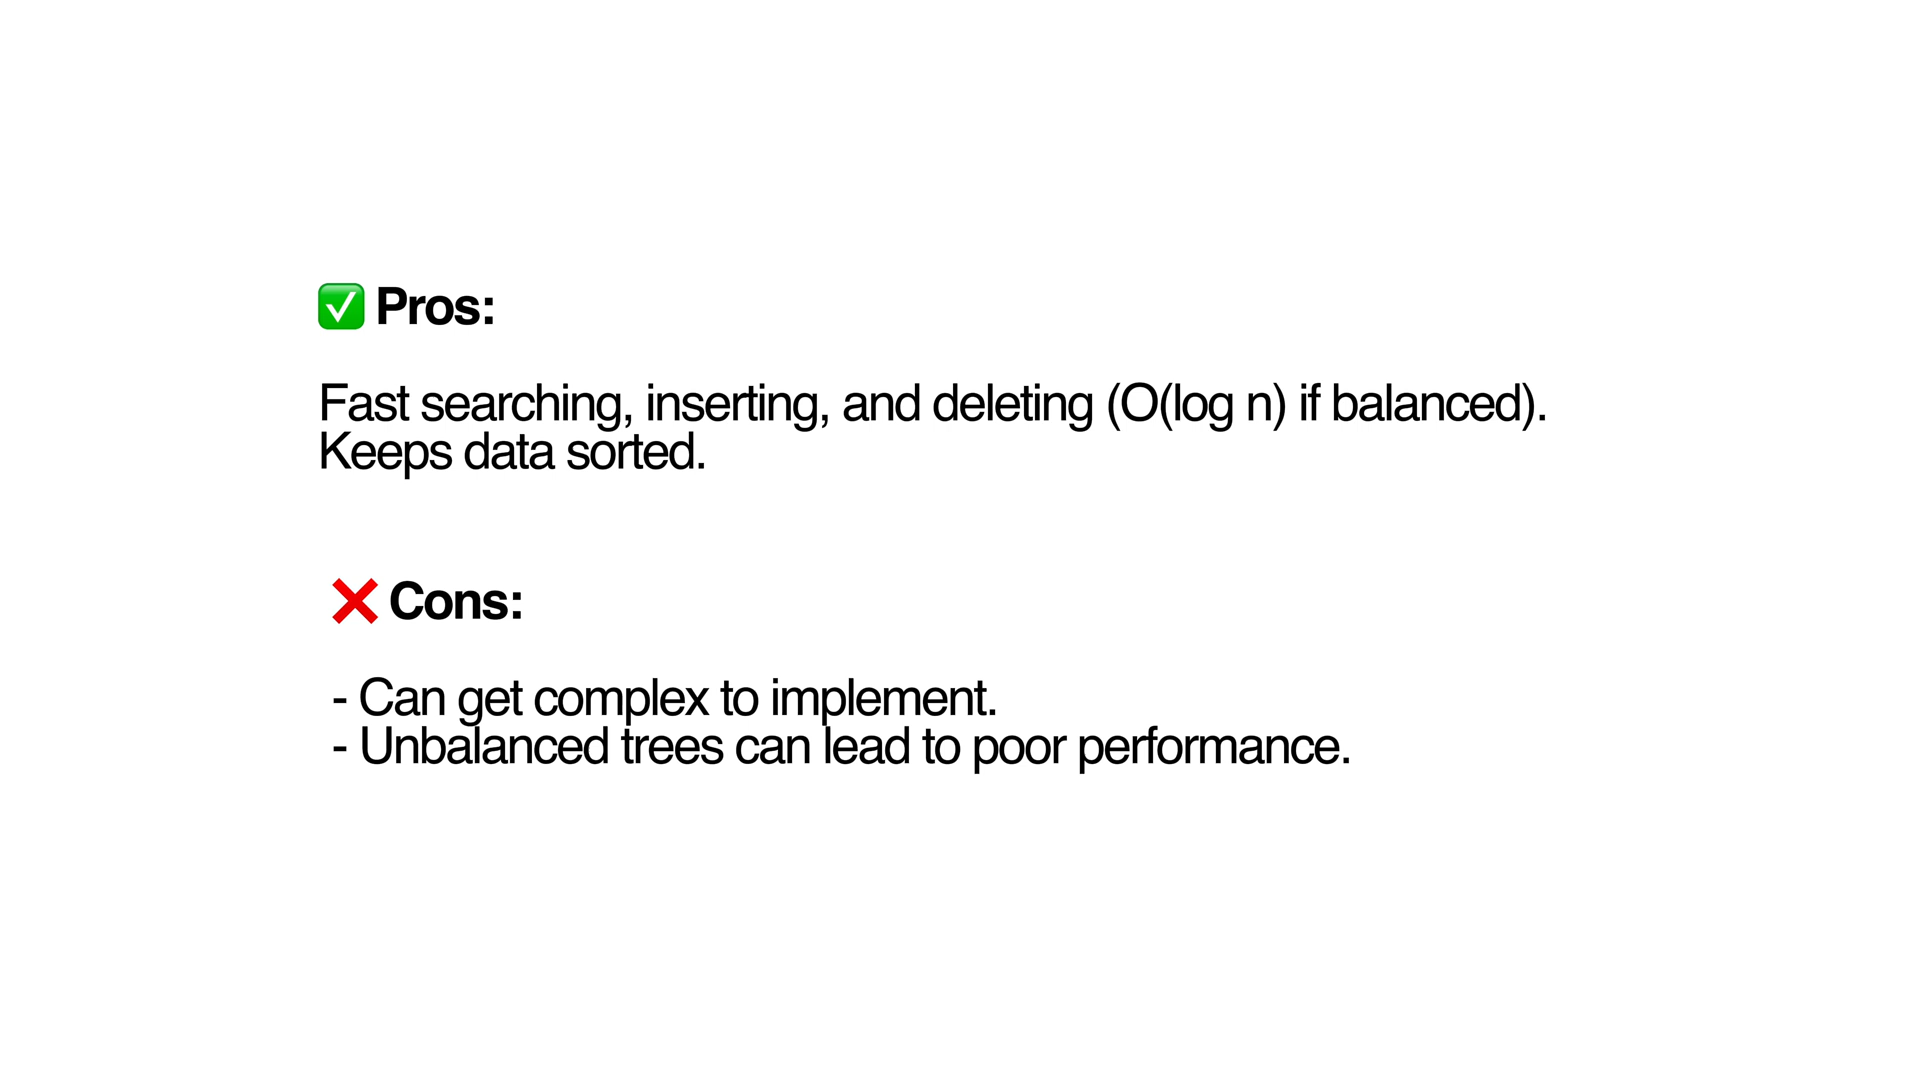 ✅ Pros:
Fast searching, inserting, and deleting (O(log n) if balanced).
Keeps data sorted.
❌ Cons:
- Can get complex to implement.
- Unbalanced trees can lead to poor performance.